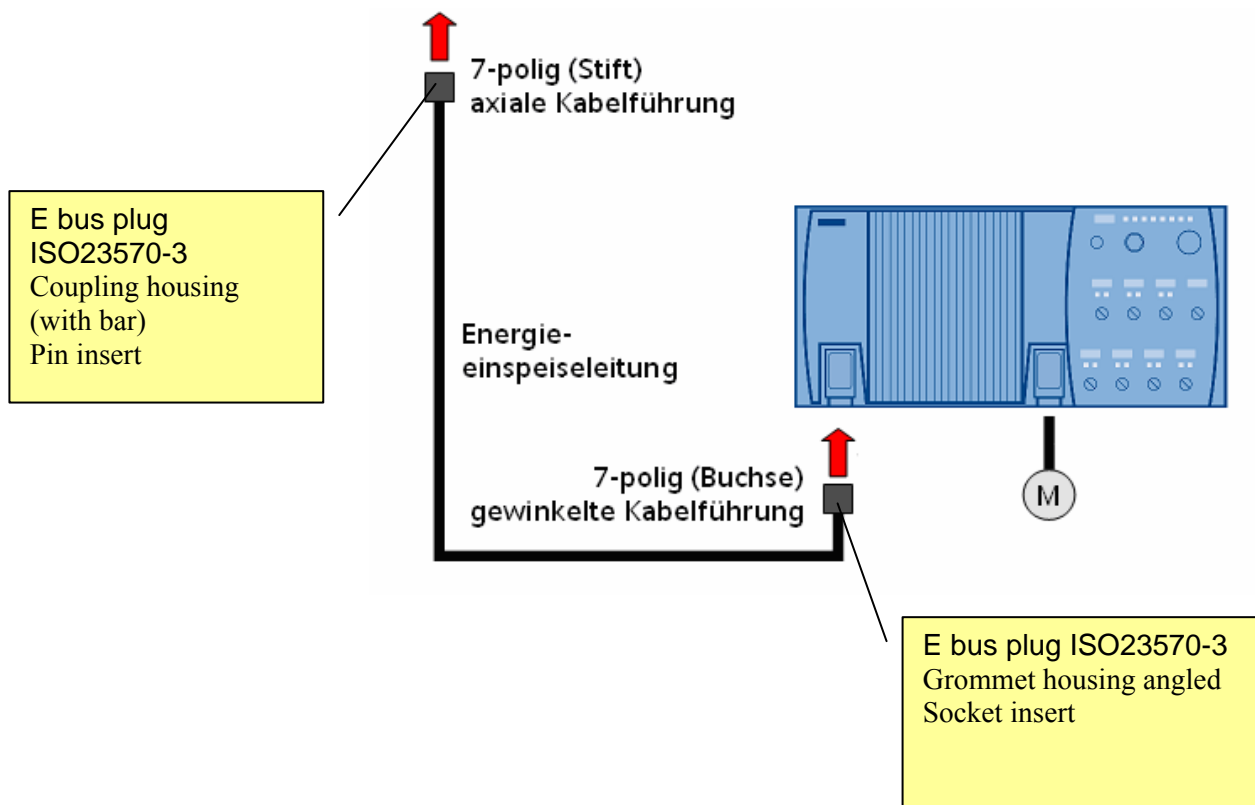 7-polig (Stift)
axiale Kabelführung
E bus plug
ISO23570-3
Coupling housing
(with bar)
Pin insert
Energie-
einspeiseleitung
7-polig (Buchse)
gewinkelte Kabelführung
M
E bus plug ISO23570-3
Grommet housing angled
Socket insert